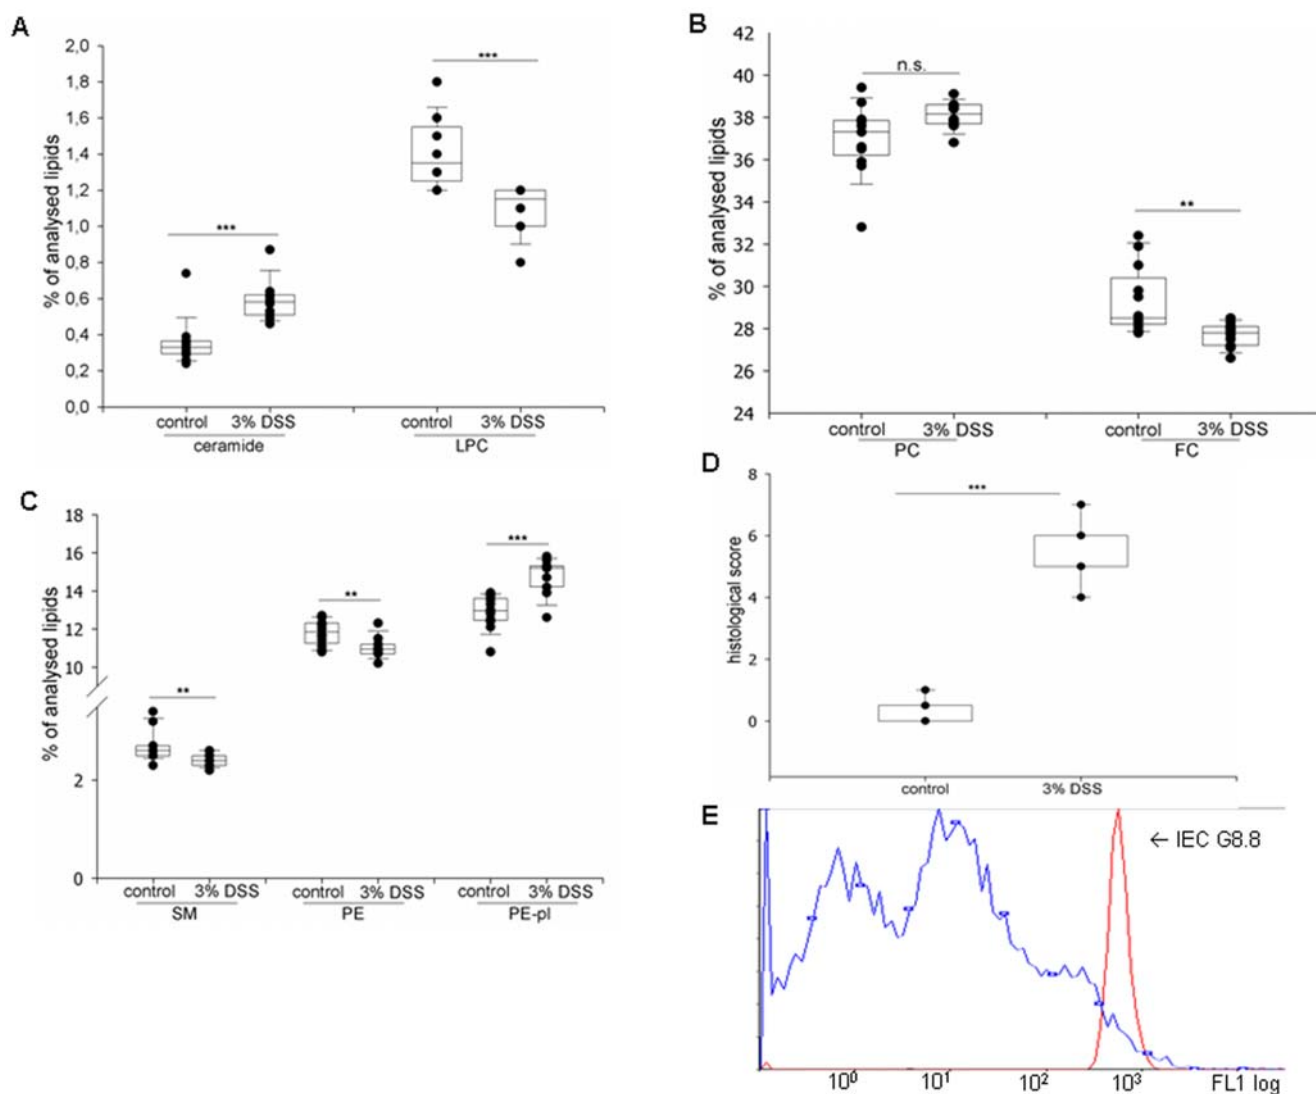 A
% of analysed lipids
2,0
1,8
1,6
1,4
1,2
1,0
0,8
0,6
0,4
0,2
0,0
***
***
control 3% DSS control 3% DSS
ceramide LPC
B
% of analysed lipids
42
40
38
36
34
32
30
28
26
24
n.s.
**
control 3% DSS control 3% DSS
PC FC
C
% of analysed lipids
18
16
14
12
10
2
0
**
**
***
control 3% DSS control 3% DSS control 3% DSS
SM PE PE-pl
D
histological score
8
6
4
2
0
***
control 3% DSS
E
← IEC G8.8
10⁰ 10¹ 10² 10³ FL1 log